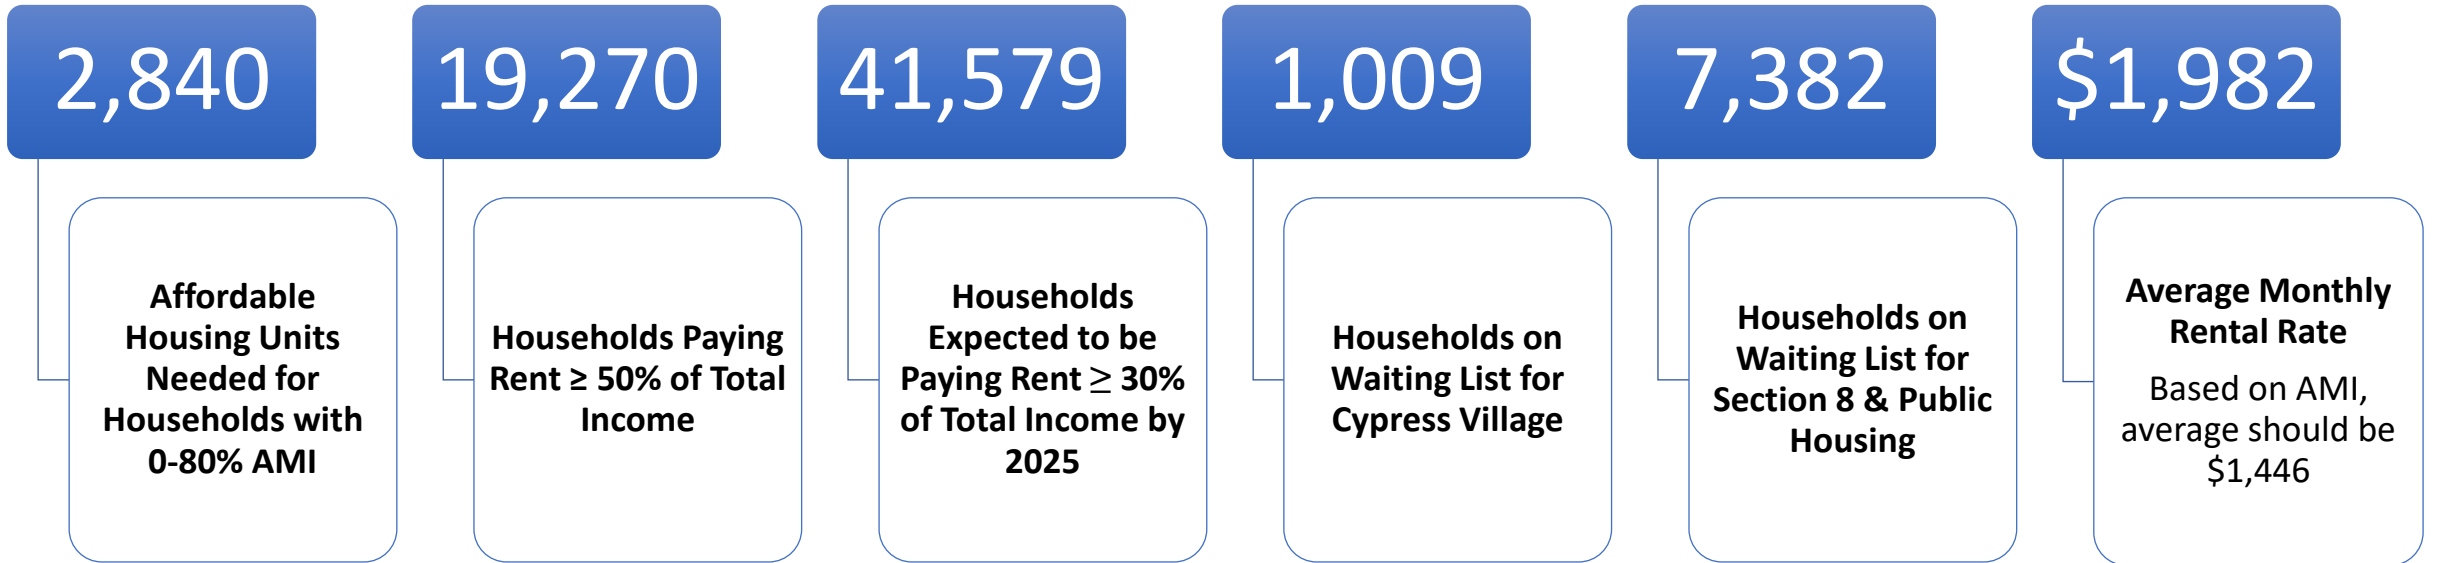 2,840
Affordable
Housing Units
Needed for
Households with
0-80% AMI
19,270
Households Paying
Rent ≥ 50% of Total
Income
41,579
Households
Expected to be
Paying Rent ≥ 30%
of Total Income by
2025
1,009
Households on
Waiting List for
Cypress Village
7,382
Households on
Waiting List for
Section 8 & Public
Housing
$1,982
Average Monthly
Rental Rate
Based on AMI,
average should be
$1,446